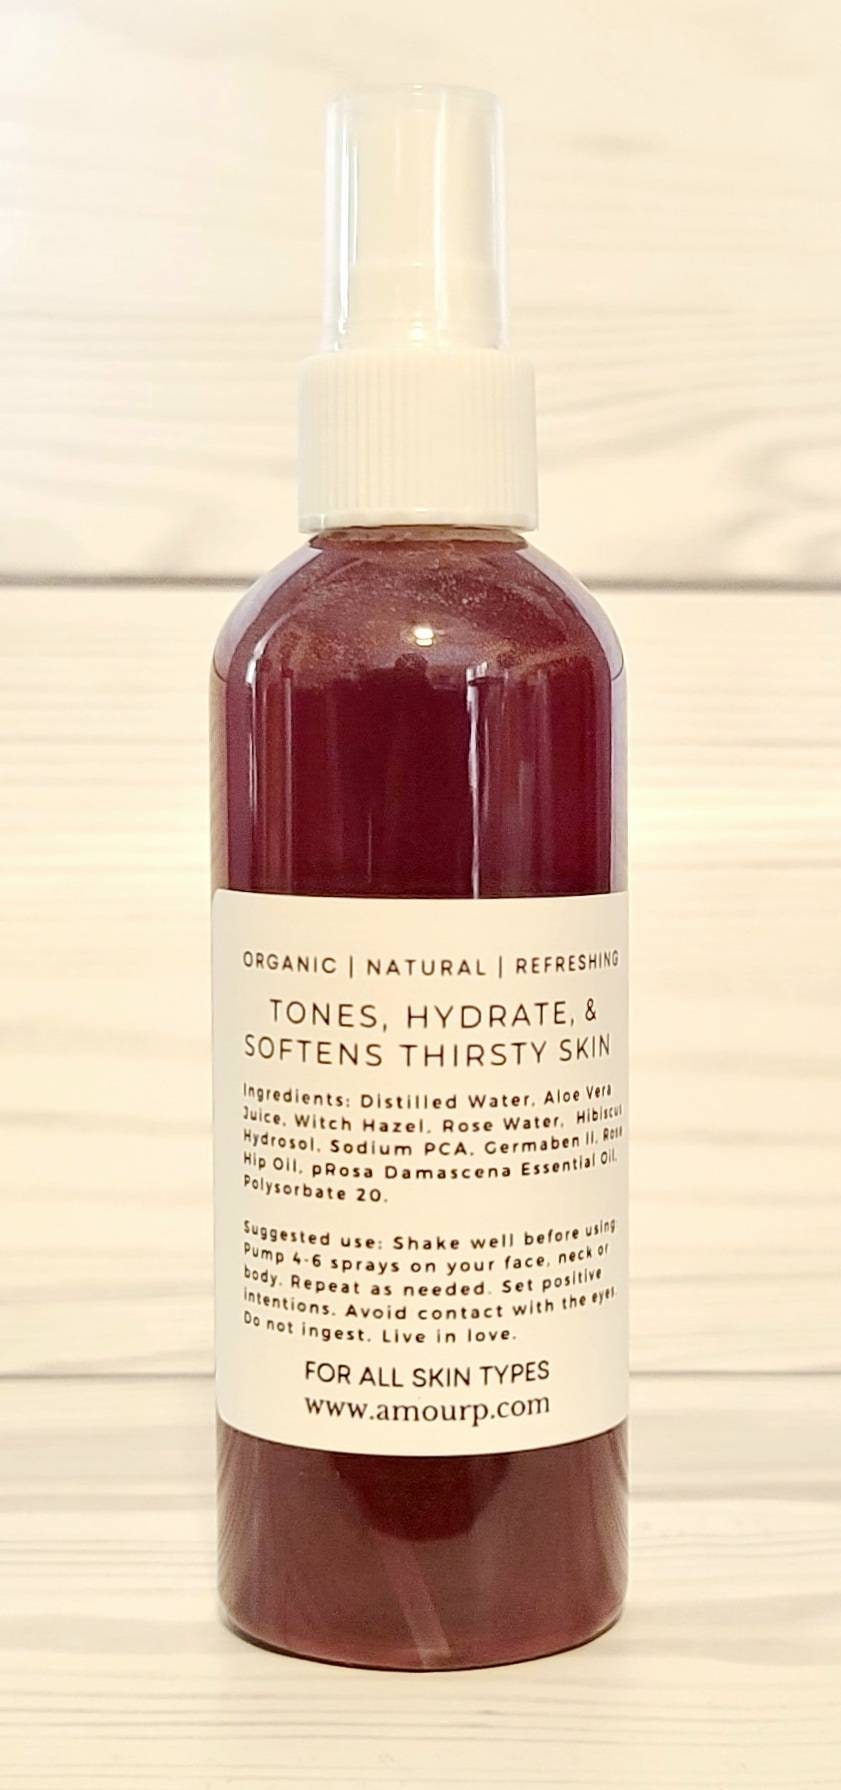 ORGANIC | NATURAL | REFRESHING
TONES, HYDRATE, &
SOFTENS THIRSTY SKIN
Ingredients: Distilled Water, Aloe Vera
Juice, Witch Hazel, Rose Water, Hibiscus
Hydrosol, Sodium PCA, Germaben II, Rose
Hip Oil, pRosa Damascena Essential Oil,
Polysorbate 20.
Suggested use: Shake well before using.
Pump 4-6 sprays on your face, neck or
body. Repeat as needed. Set positive
intentions. Avoid contact with the eyes.
Do not ingest. Live in love.
FOR ALL SKIN TYPES
www.amourp.com